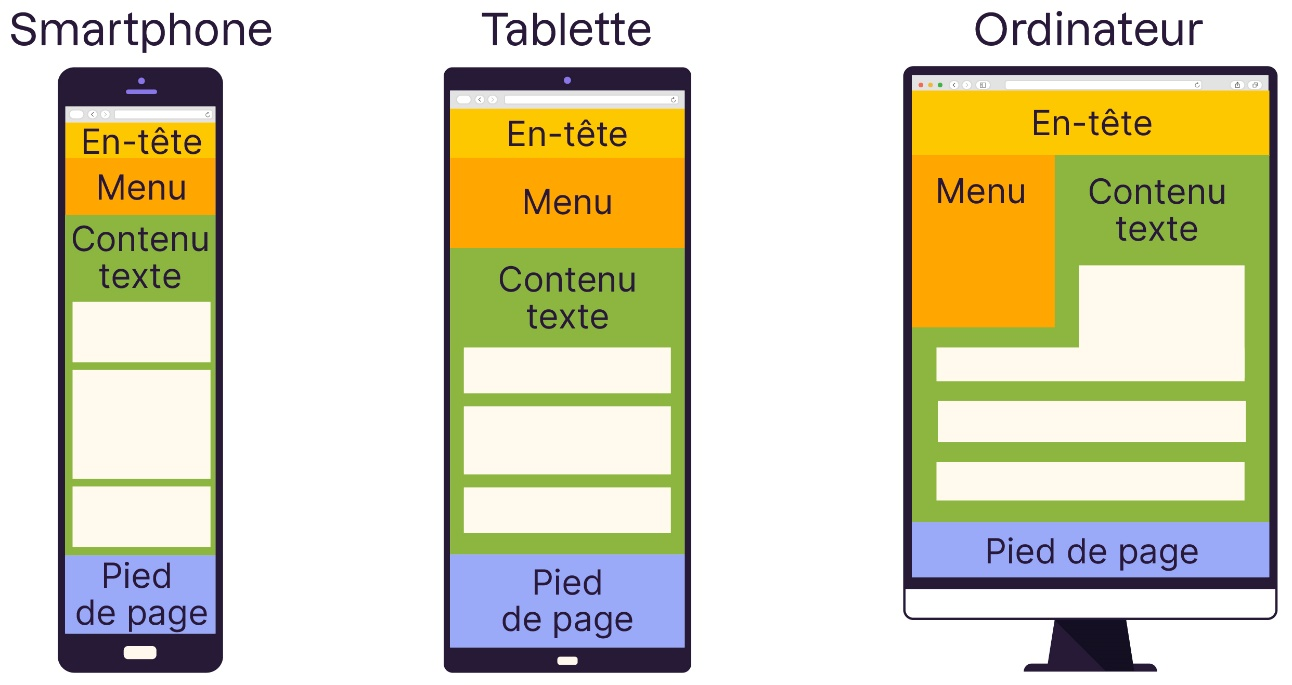 Smartphone
En-tête
Menu
Contenu
texte
Pied
de page
Tablette
En-tête
Menu
Contenu
texte
Pied
de page
Ordinateur
En-tête
Menu
Contenu
texte
Pied de page